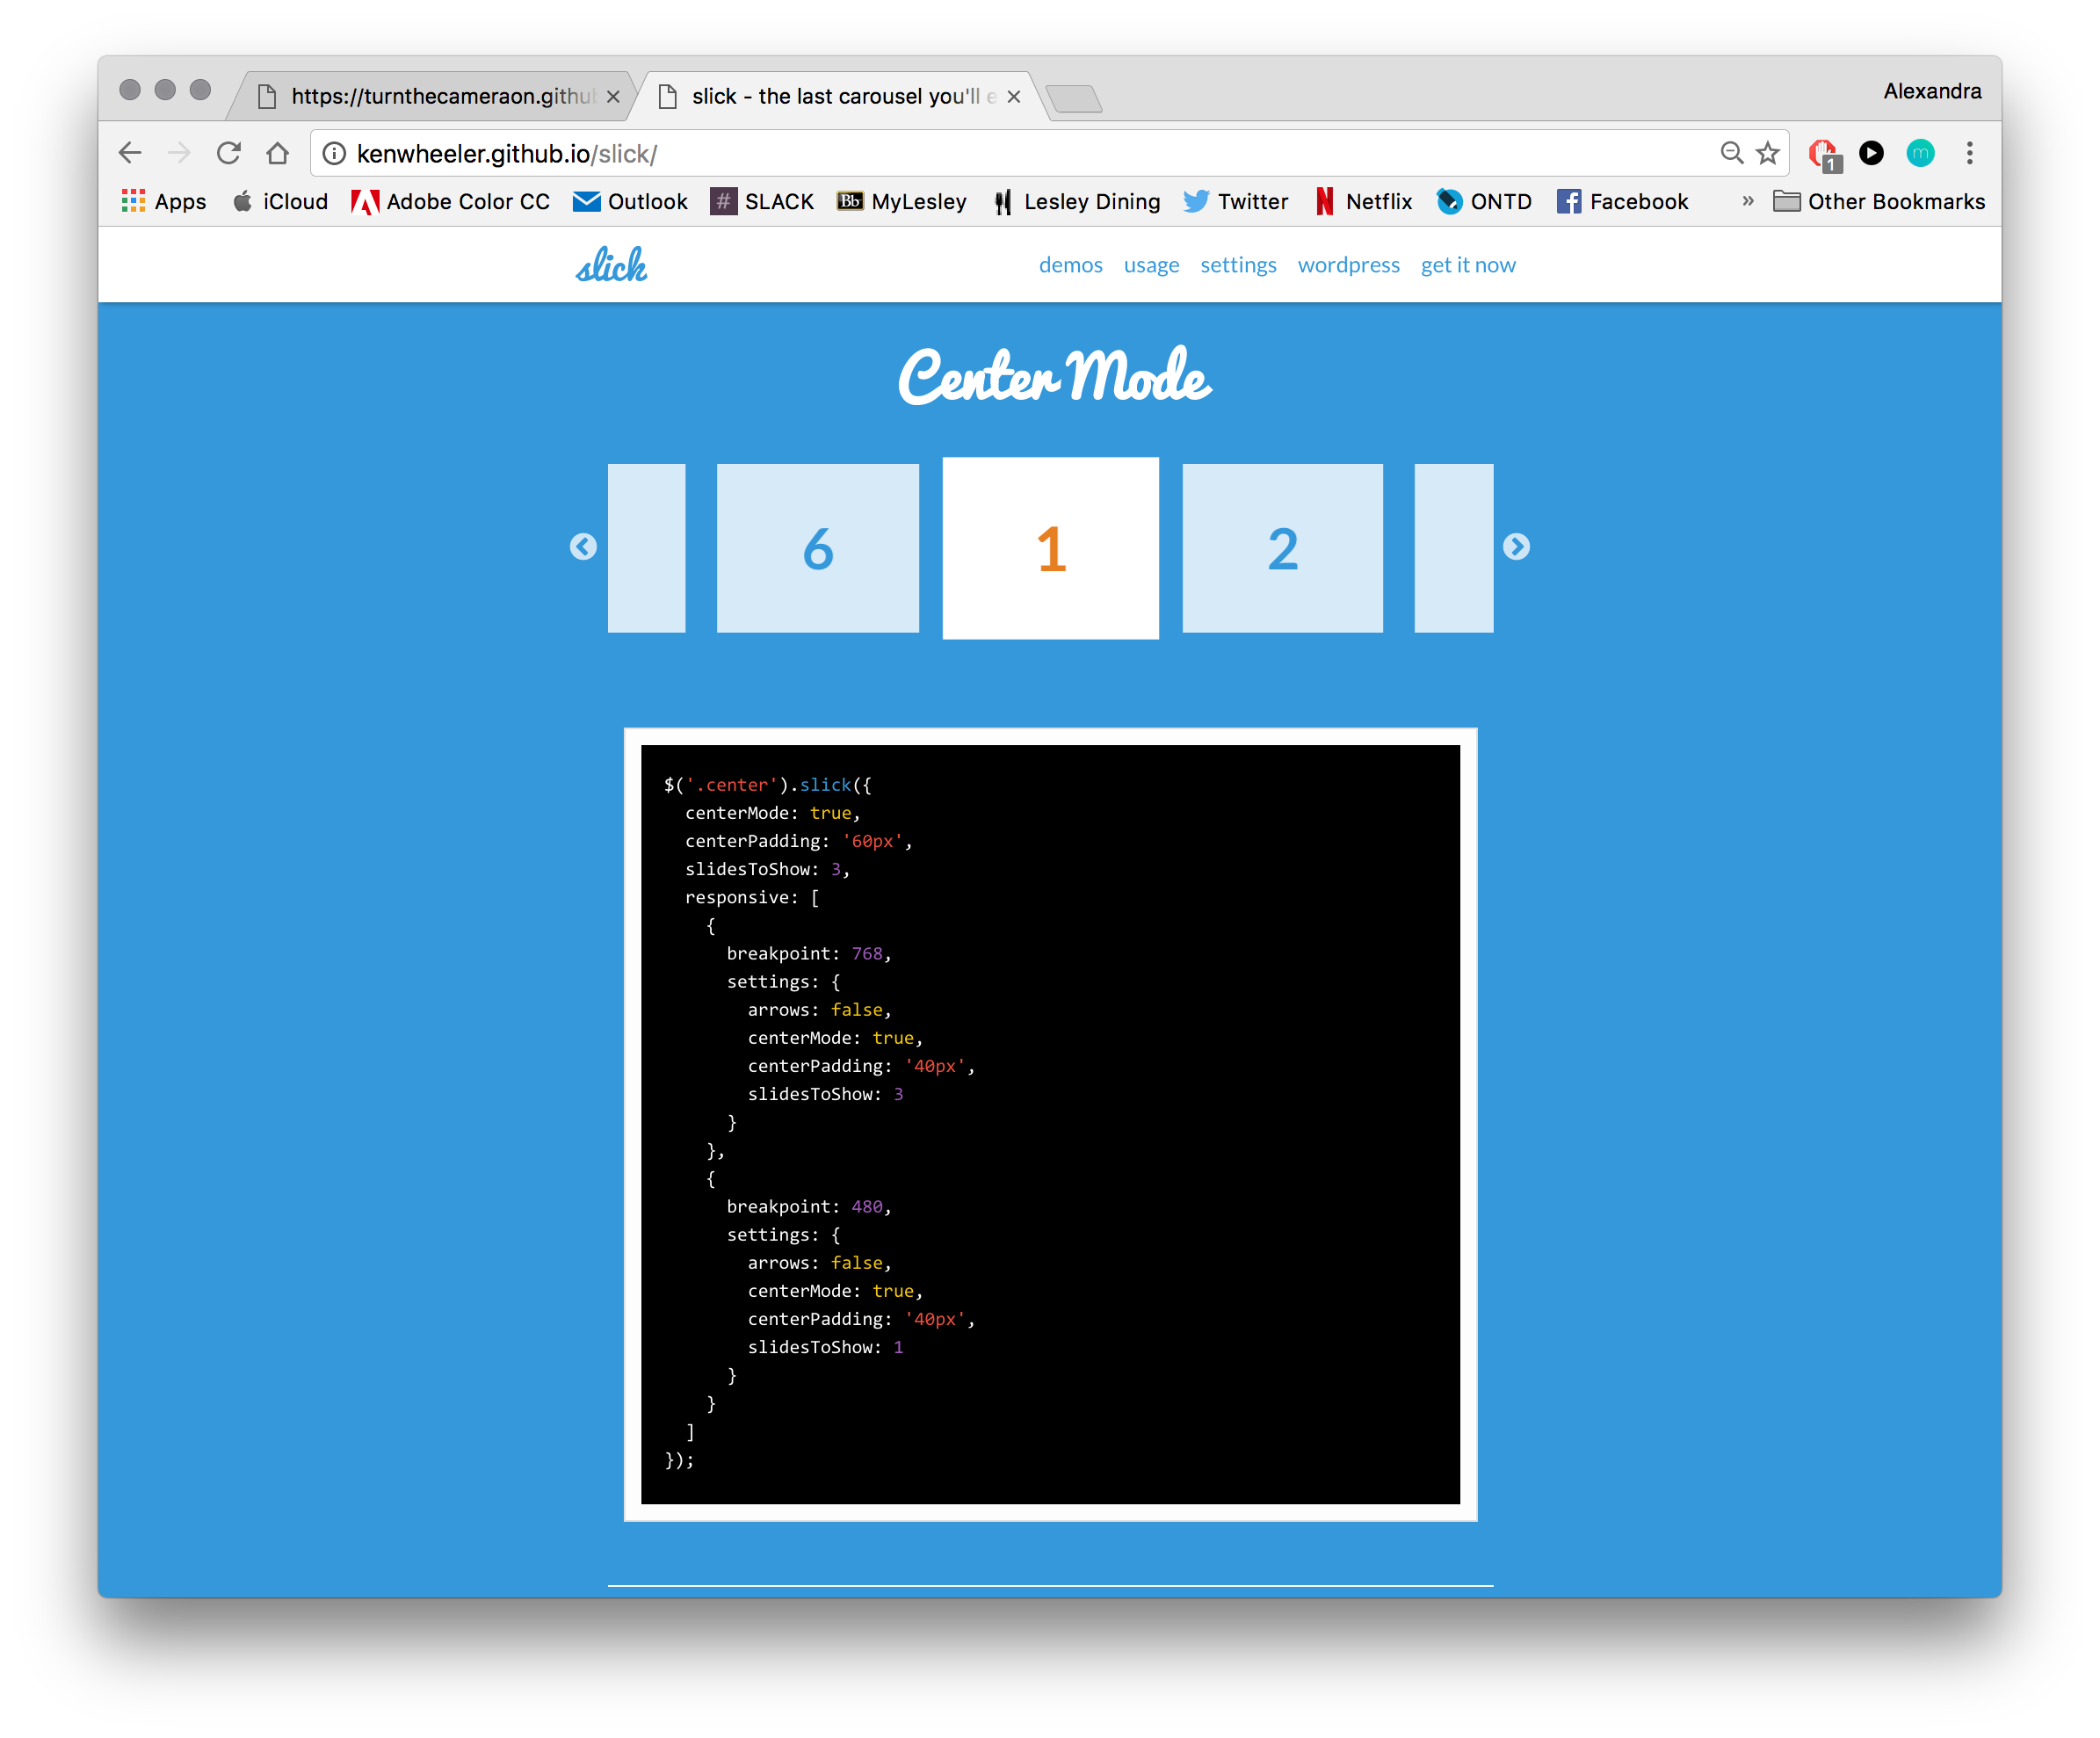 Alexandra
https://turnthecameraon.githu
slick - the last carousel you'll e
kenwheeler.github.io/slick/
1
m
Apps iCloud Adobe Color CC Outlook # SLACK Bb MyLesley Lesley Dining Twitter N Netflix ONTD f Facebook » Other Bookmarks
slick demos usage settings wordpress get it now
Center Mode
6 1 2
$('.center').slick({
  centerMode: true,
  centerPadding: '60px',
  slidesToShow: 3,
  responsive: [
    {
      breakpoint: 768,
      settings: {
        arrows: false,
        centerMode: true,
        centerPadding: '40px',
        slidesToShow: 3
      }
    },
    {
      breakpoint: 480,
      settings: {
        arrows: false,
        centerMode: true,
        centerPadding: '40px',
        slidesToShow: 1
      }
    }
  ]
});